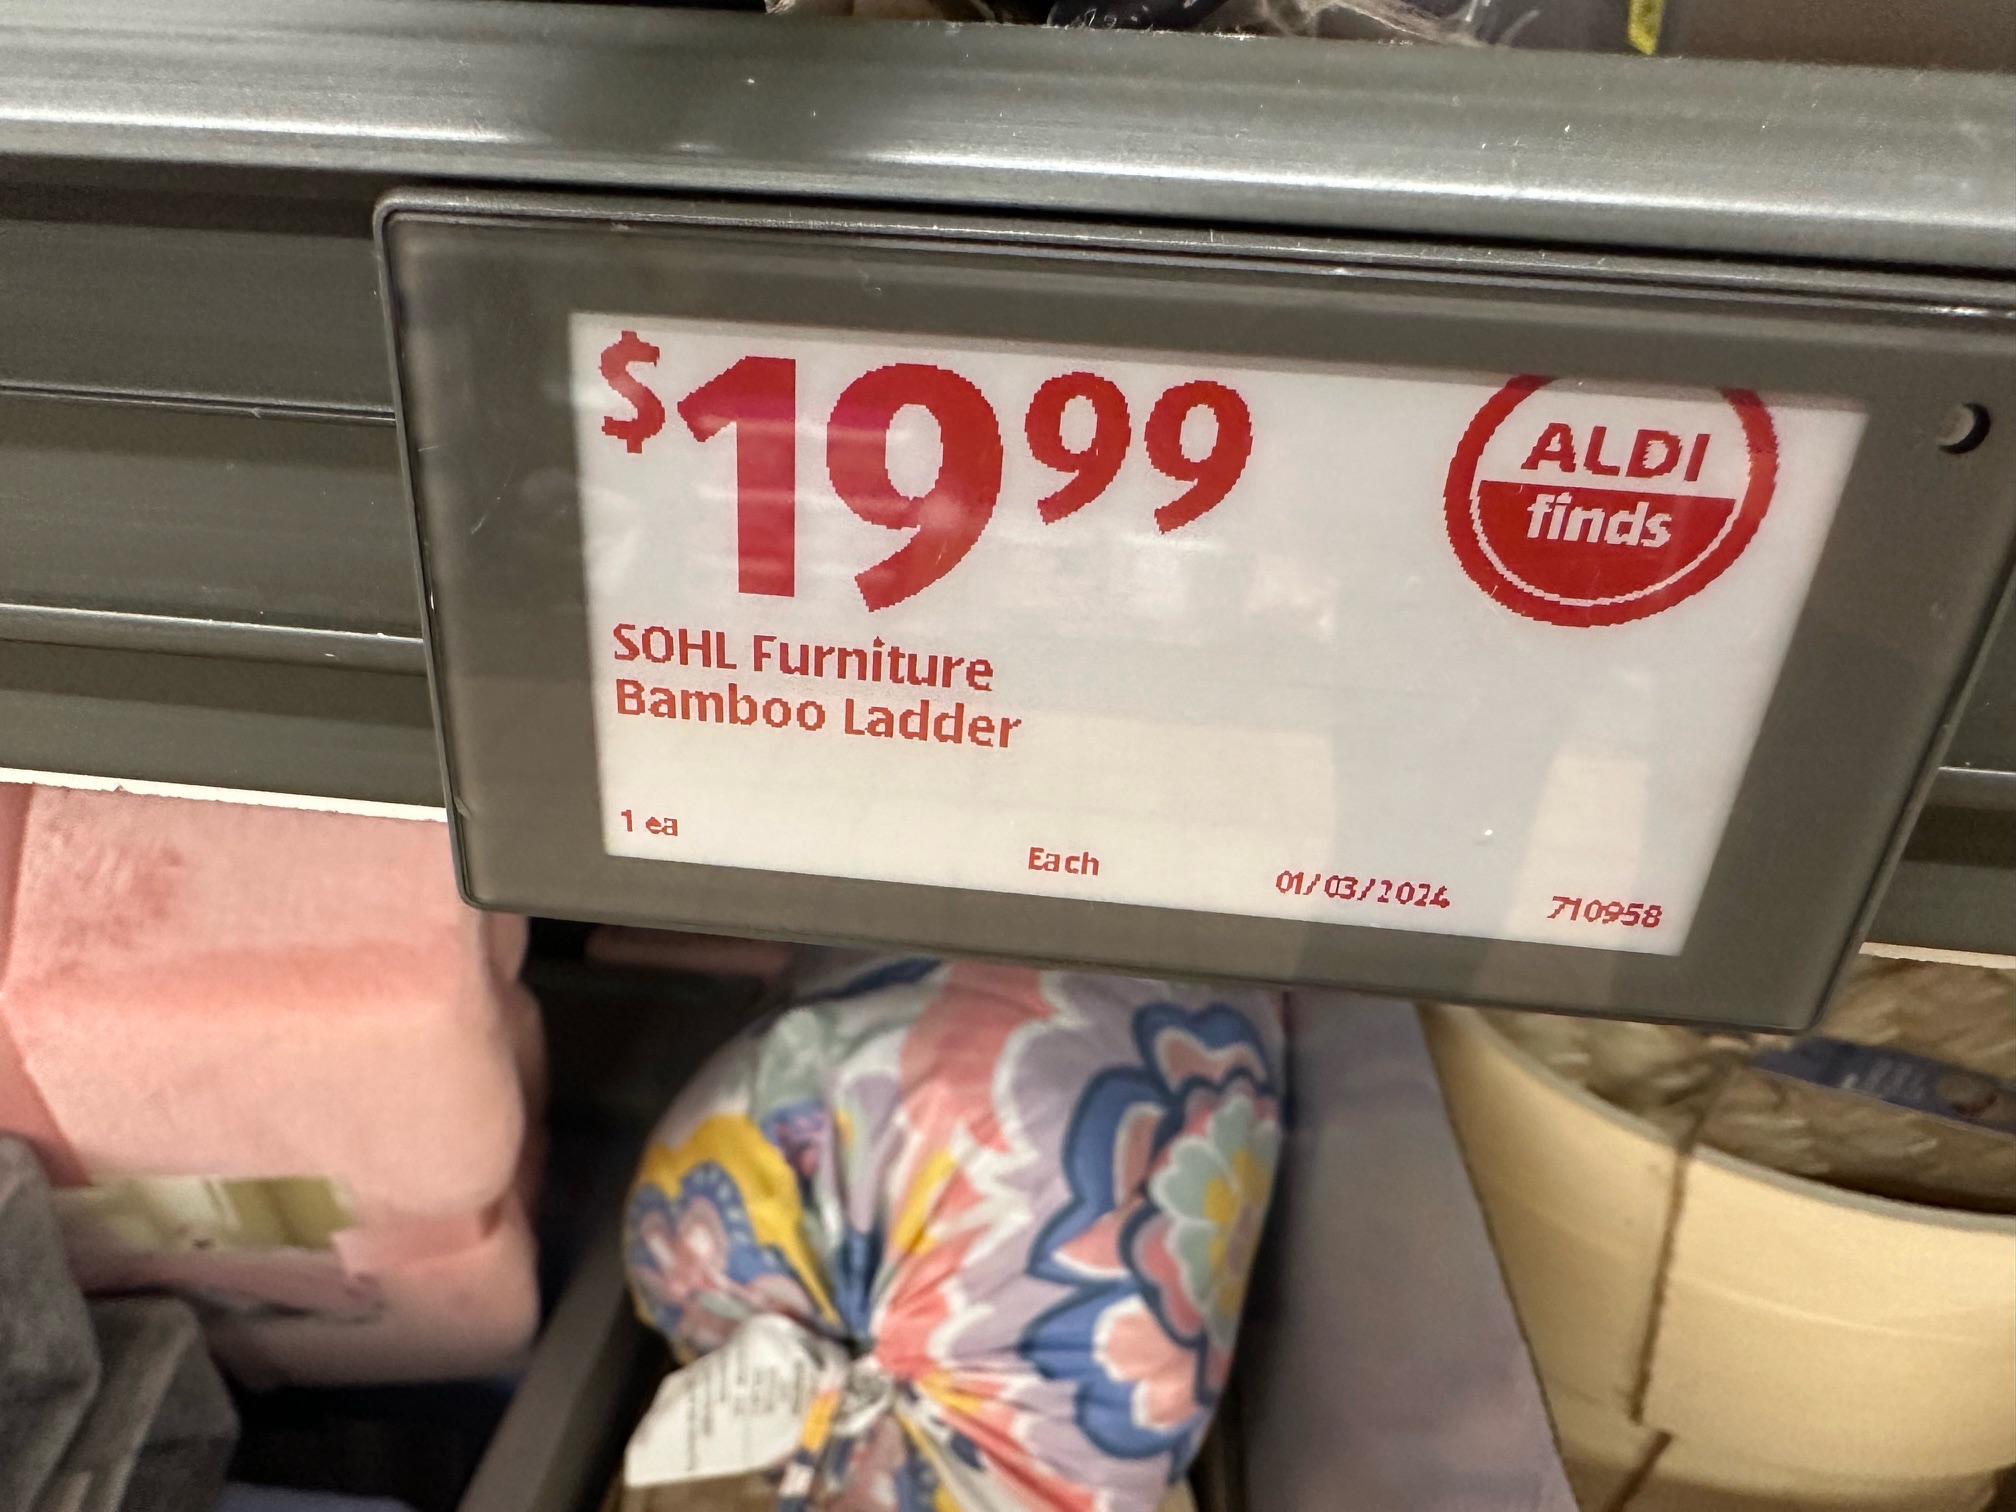 $19.99
ALDI
finds
SOHL Furniture
Bamboo Ladder
1 ea
Each
01/03/2024
710958